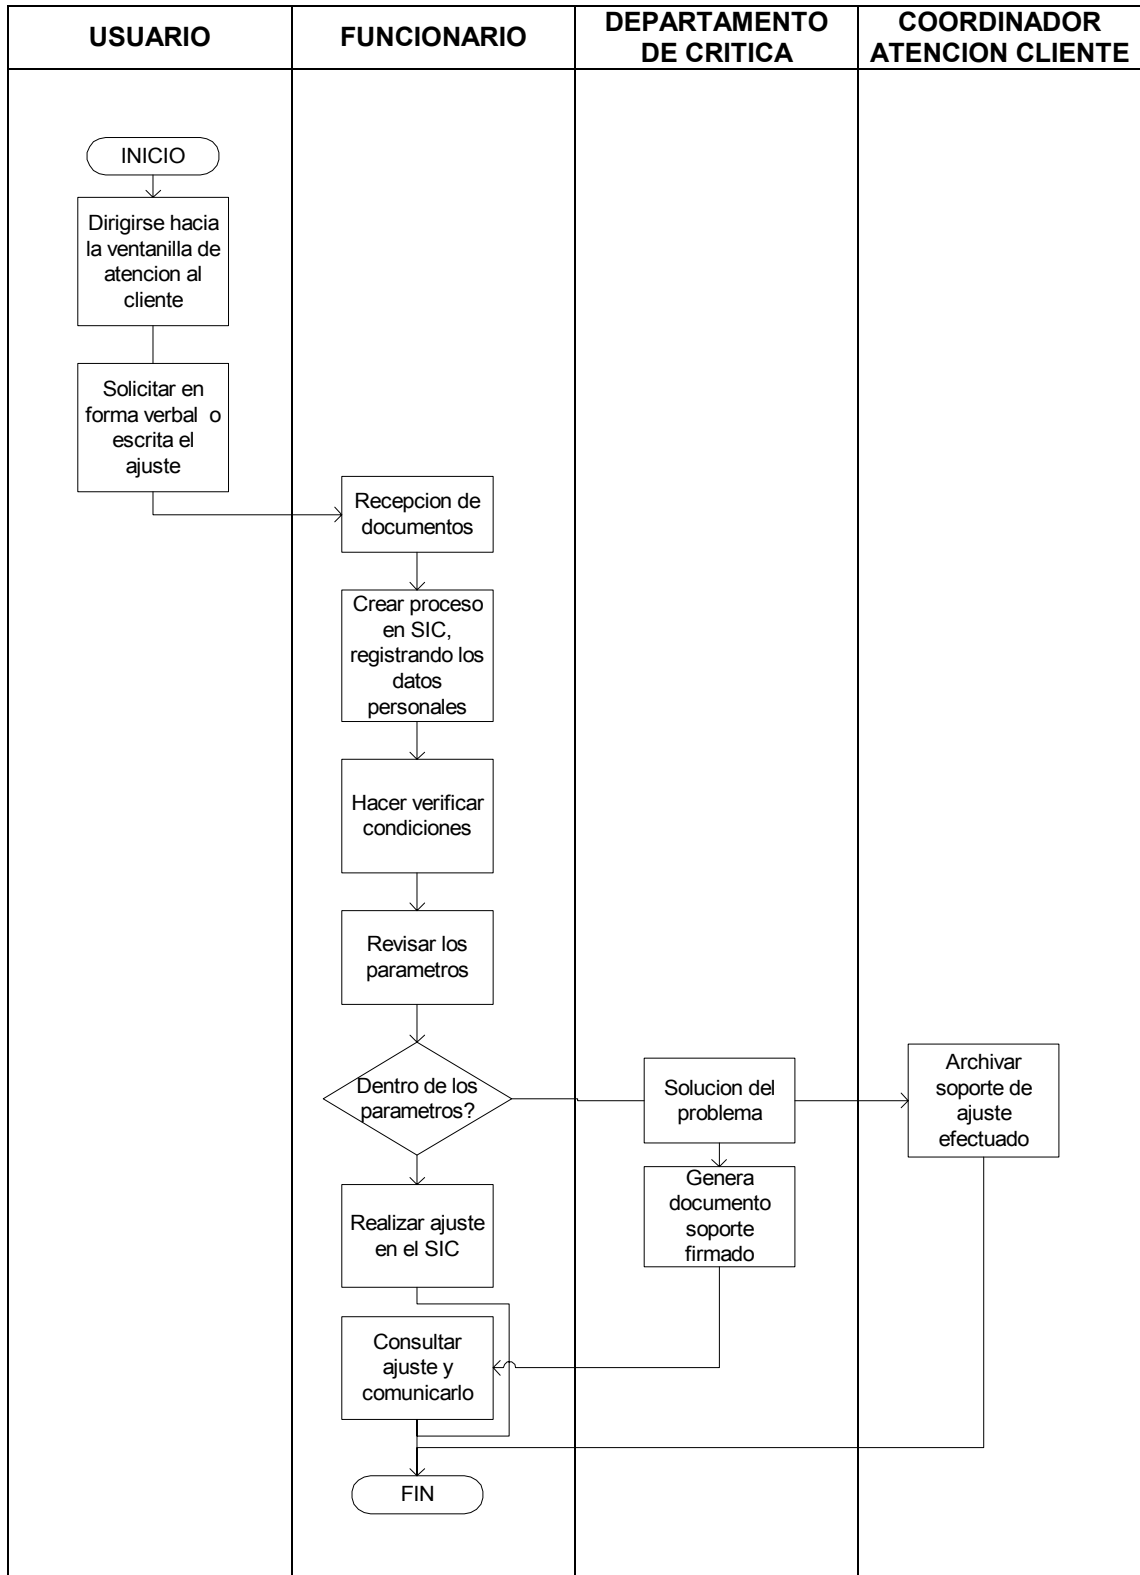 USUARIO
FUNCIONARIO
DEPARTAMENTO
DE CRITICA
COORDINADOR
ATENCION CLIENTE
INICIO
Dirigirse hacia
la ventanilla de
atencion al
cliente
Solicitar en
forma verbal o
escrita el
ajuste
Recepcion de
documentos
Crear proceso
en SIC,
registrando los
datos
personales
Hacer verificar
condiciones
Revisar los
parametros
Dentro de los
parametros?
Solucion del
problema
Archivar
soporte de
ajuste
efectuado
Genera
documento
soporte
firmado
Realizar ajuste
en el SIC
Consultar
ajuste y
comunicarlo
FIN